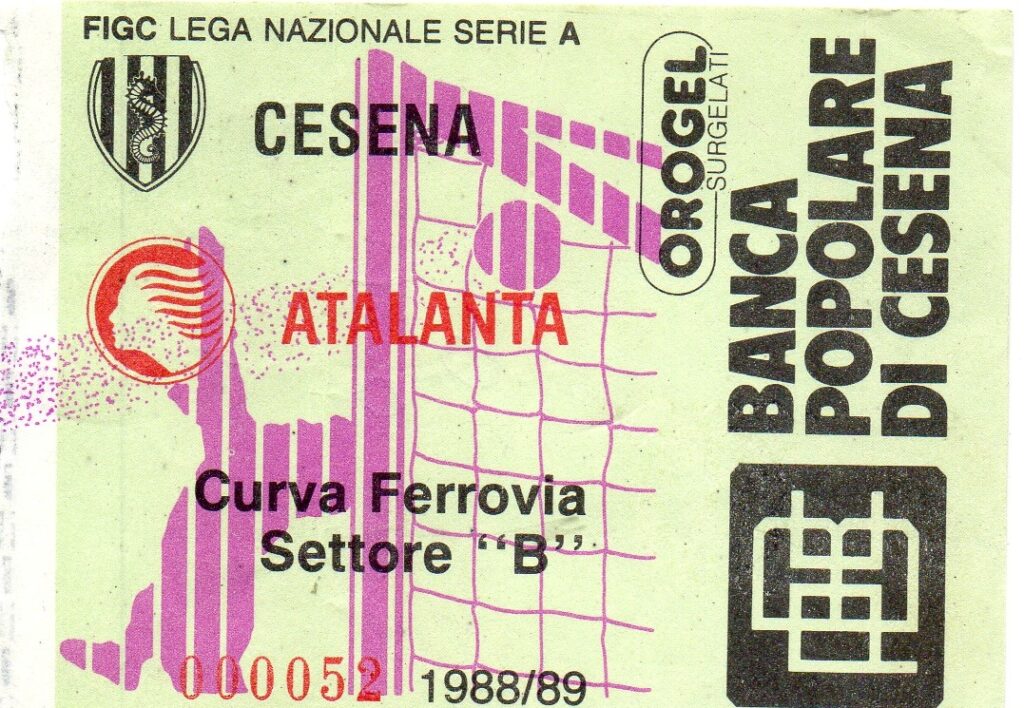 FIGC LEGA NAZIONALE SERIE A
CESENA
ATALANTA
Curva Ferrovia
Settore “B”
000052
1988/89
OROGEL
SURGELATI
BANCA
POPOLARE
DI CESENA